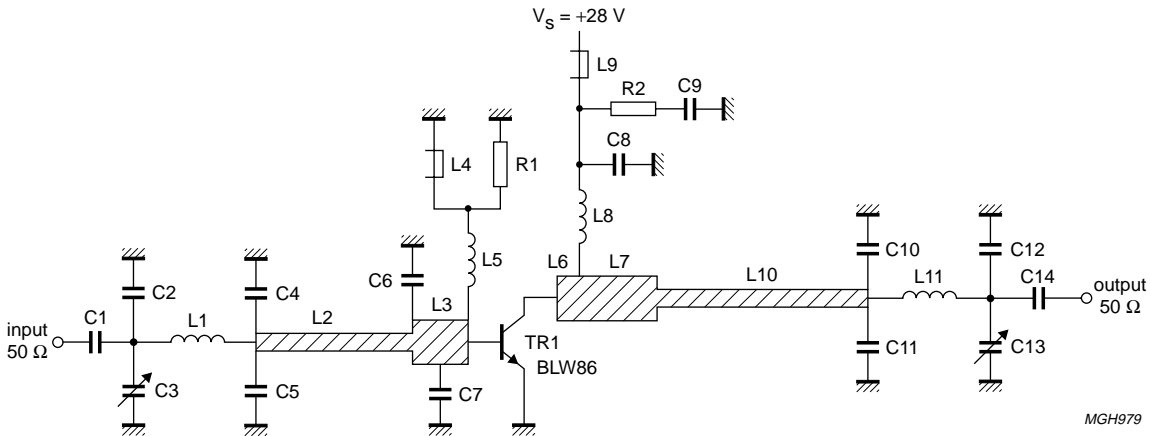 V_S = +28 V
L9
R2
C9
C8
L4
R1
L8
L5
L6
L7
C6
C10
C12
L10
L11
C14
output
50 Ω
C2
C4
L3
L2
input
50 Ω
C1
L1
TR1
BLW86
C3
C5
C7
C11
C13
MGH979